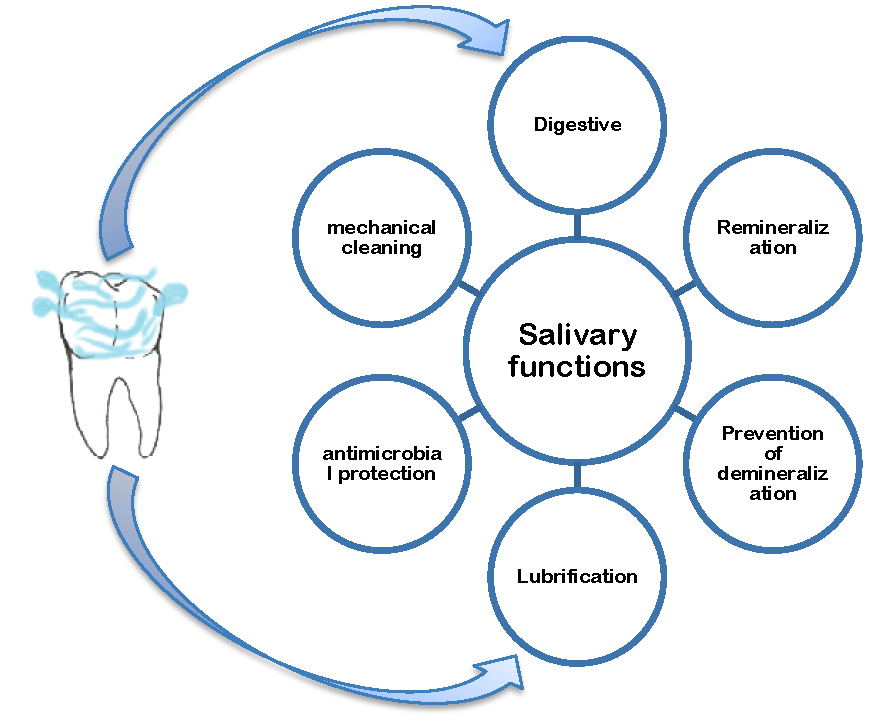 Digestive
Remineraliz
ation
Prevention
of
demineraliz
ation
Lubrification
antimicrobia
l protection
mechanical
cleaning
Salivary
functions